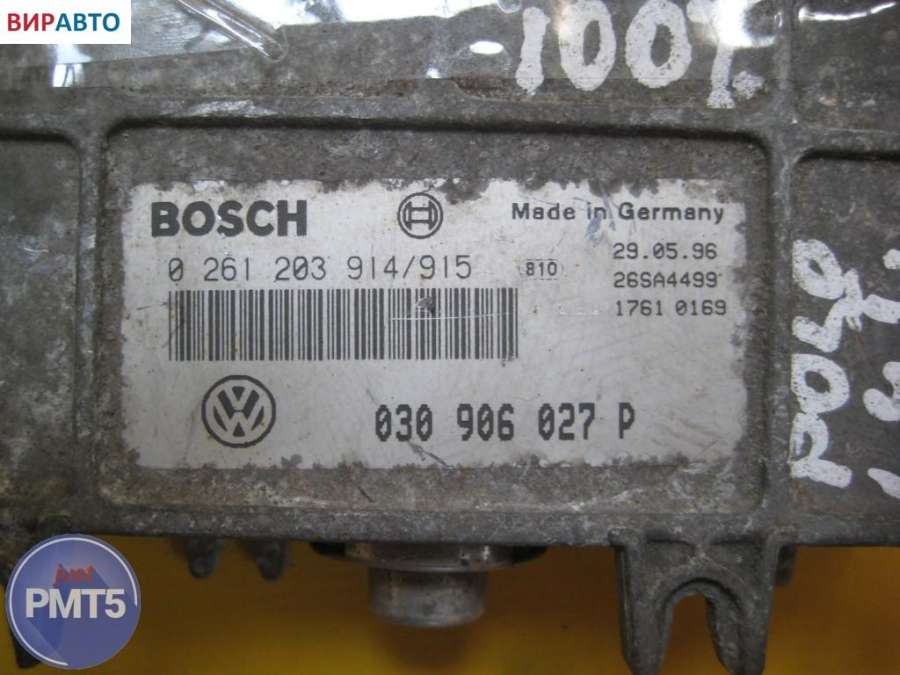 ВИРАВТО
100%
BOSCH
Made in Germany
0 261 203 914/915
810
29.05.96
26SA4499
1761 0169
030 906 027 P
just
PMT5